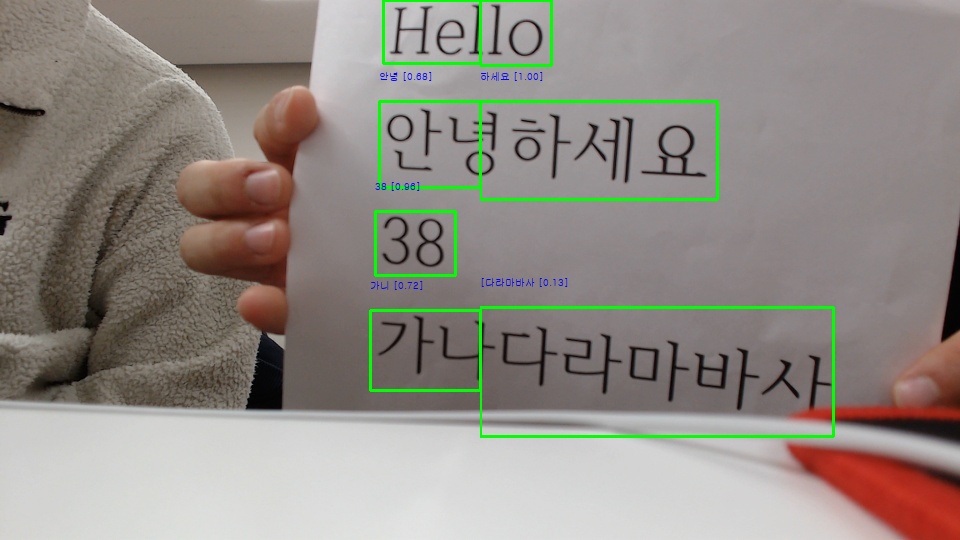 Hello
안녕 [0.68] 하세요 [1.00]
안녕하세요
38 [0.96]
38
가니 [0.72] [다라마바사 [0.13]
가나다라마바사